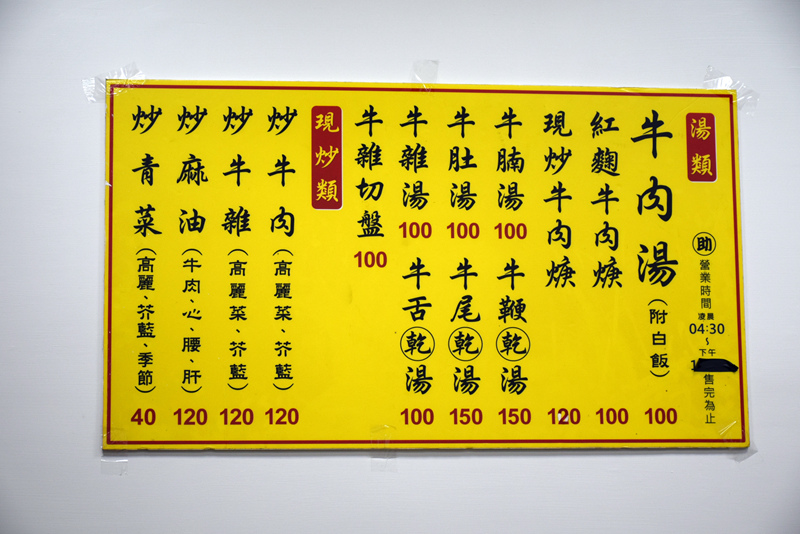 湯類
助
營業時間
凌晨
04:30
～
下午
售完為止
牛肉湯(附白飯)
100
紅麴牛肉焿
100
現炒牛肉焿
120
牛腩湯
100
牛鞭乾湯
150
牛肚湯
100
牛尾乾湯
150
牛雜湯
100
牛舌乾湯
100
牛雜切盤
100
現炒類
炒牛肉(高麗菜、芥藍)
120
炒牛雜(高麗菜、芥藍)
120
炒麻油(牛肉、心、腰、肝)
120
炒青菜(高麗、芥藍、季節)
40